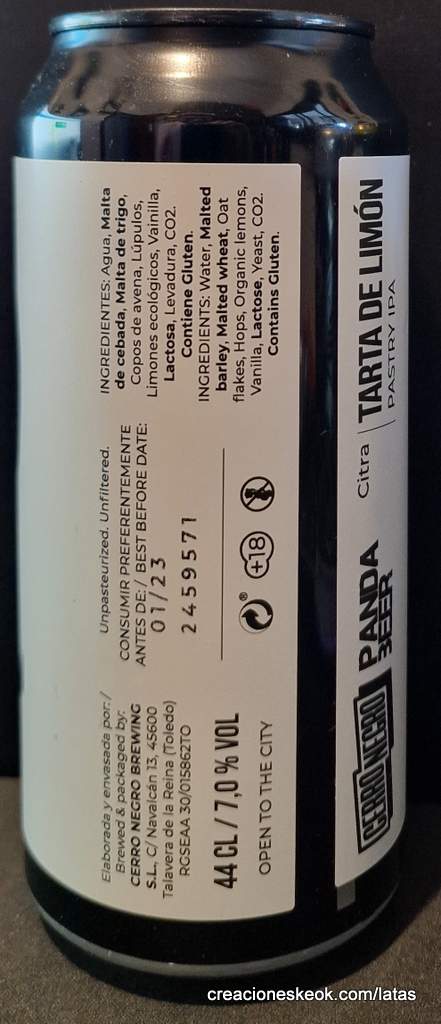 Elaborada y envasada por: /
Brewed & packaged by:
CERRO NEGRO BREWING
S.L., C/ Navalcán 13, 45600
Talavera de la Reina (Toledo)
RGSEAA 30/015862TO
44 CL / 7,0 % VOL
OPEN TO THE CITY
Unpasteurized. Unfiltered.
CONSUMIR PREFERENTEMENTE
ANTES DE: / BEST BEFORE DATE:
01/23
2459571
®
+18
INGREDIENTES: Agua, Malta
de cebada, Malta de trigo,
Copos de avena, Lúpulos,
Limones ecológicos, Vainilla,
Lactosa, Levadura, CO2.
Contiene Gluten.
INGREDIENTS: Water, Malted
barley, Malted wheat, Oat
flakes, Hops, Organic lemons,
Vanilla, Lactose, Yeast, CO2.
Contains Gluten.
CERRO NEGRO
PANDA
BEER
Citra
TARTA DE LIMÓN
PASTRY IPA
creacioneskeok.com/latas